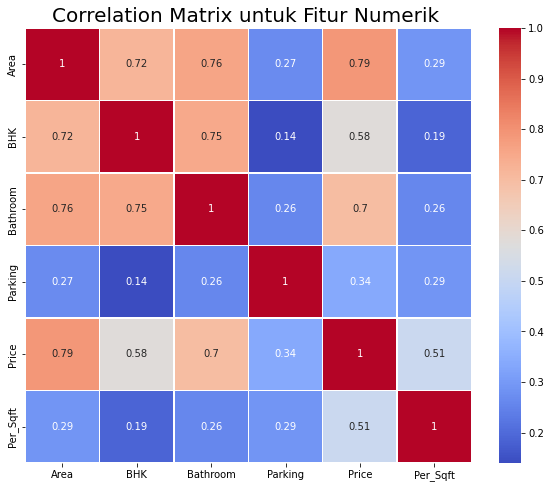 Correlation Matrix untuk Fitur Numerik
Area 1 0.72 0.76 0.27 0.79 0.29
BHK 0.72 1 0.75 0.14 0.58 0.19
Bathroom 0.76 0.75 1 0.26 0.7 0.26
Parking 0.27 0.14 0.26 1 0.34 0.29
Price 0.79 0.58 0.7 0.34 1 0.51
Per_Sqft 0.29 0.19 0.26 0.29 0.51 1
Area BHK Bathroom Parking Price Per_Sqft
1.0
0.9
0.8
0.7
0.6
0.5
0.4
0.3
0.2